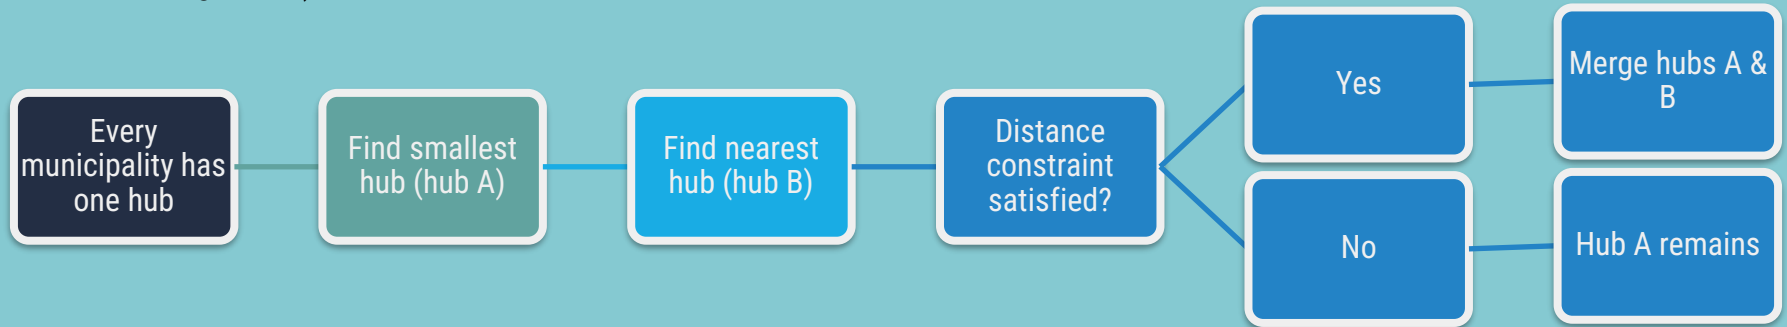 Every
municipality has
one hub
Find smallest
hub (hub A)
Find nearest
hub (hub B)
Distance
constraint
satisfied?
Yes
Merge hubs A &
B
No
Hub A remains